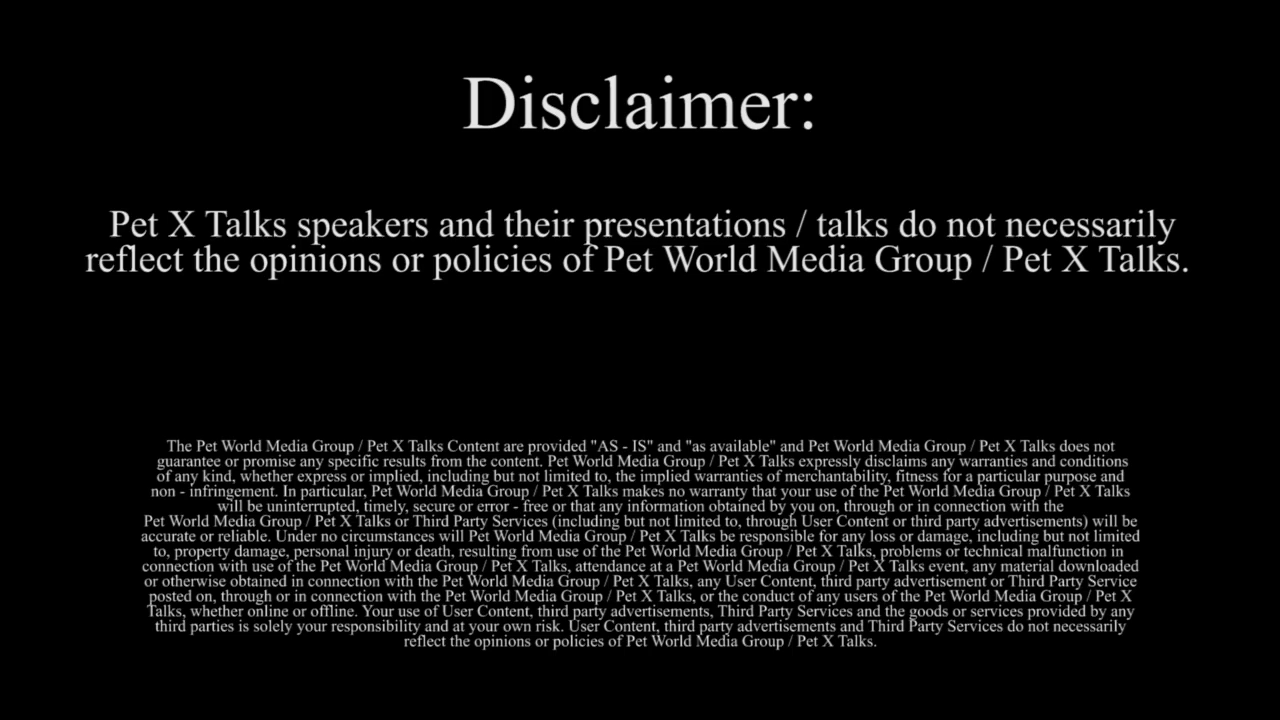 Disclaimer:
Pet X Talks speakers and their presentations / talks do not necessarily
reflect the opinions or policies of Pet World Media Group / Pet X Talks.
The Pet World Media Group / Pet X Talks Content are provided "AS - IS" and "as available" and Pet World Media Group / Pet X Talks does not
guarantee or promise any specific results from the content. Pet World Media Group / Pet X Talks expressly disclaims any warranties and conditions
of any kind, whether express or implied, including but not limited to, the implied warranties of merchantability, fitness for a particular purpose and
non - infringement. In particular, Pet World Media Group / Pet X Talks makes no warranty that your use of the Pet World Media Group / Pet X Talks
will be uninterrupted, timely, secure or error - free or that any information obtained by you on, through or in connection with the
Pet World Media Group / Pet X Talks or Third Party Services (including but not limited to, through User Content or third party advertisements) will be
accurate or reliable. Under no circumstances will Pet World Media Group / Pet X Talks be responsible for any loss or damage, including but not limited
to, property damage, personal injury or death, resulting from use of the Pet World Media Group / Pet X Talks, problems or technical malfunction in
connection with use of the Pet World Media Group / Pet X Talks, attendance at a Pet World Media Group / Pet X Talks event, any material downloaded
or otherwise obtained in connection with the Pet World Media Group / Pet X Talks, any User Content, third party advertisement or Third Party Service
posted on, through or in connection with the Pet World Media Group / Pet X Talks, or the conduct of any users of the Pet World Media Group / Pet X
Talks, whether online or offline. Your use of User Content, third party advertisements, Third Party Services and the goods or services provided by any
third parties is solely your responsibility and at your own risk. User Content, third party advertisements and Third Party Services do not necessarily
reflect the opinions or policies of Pet World Media Group / Pet X Talks.